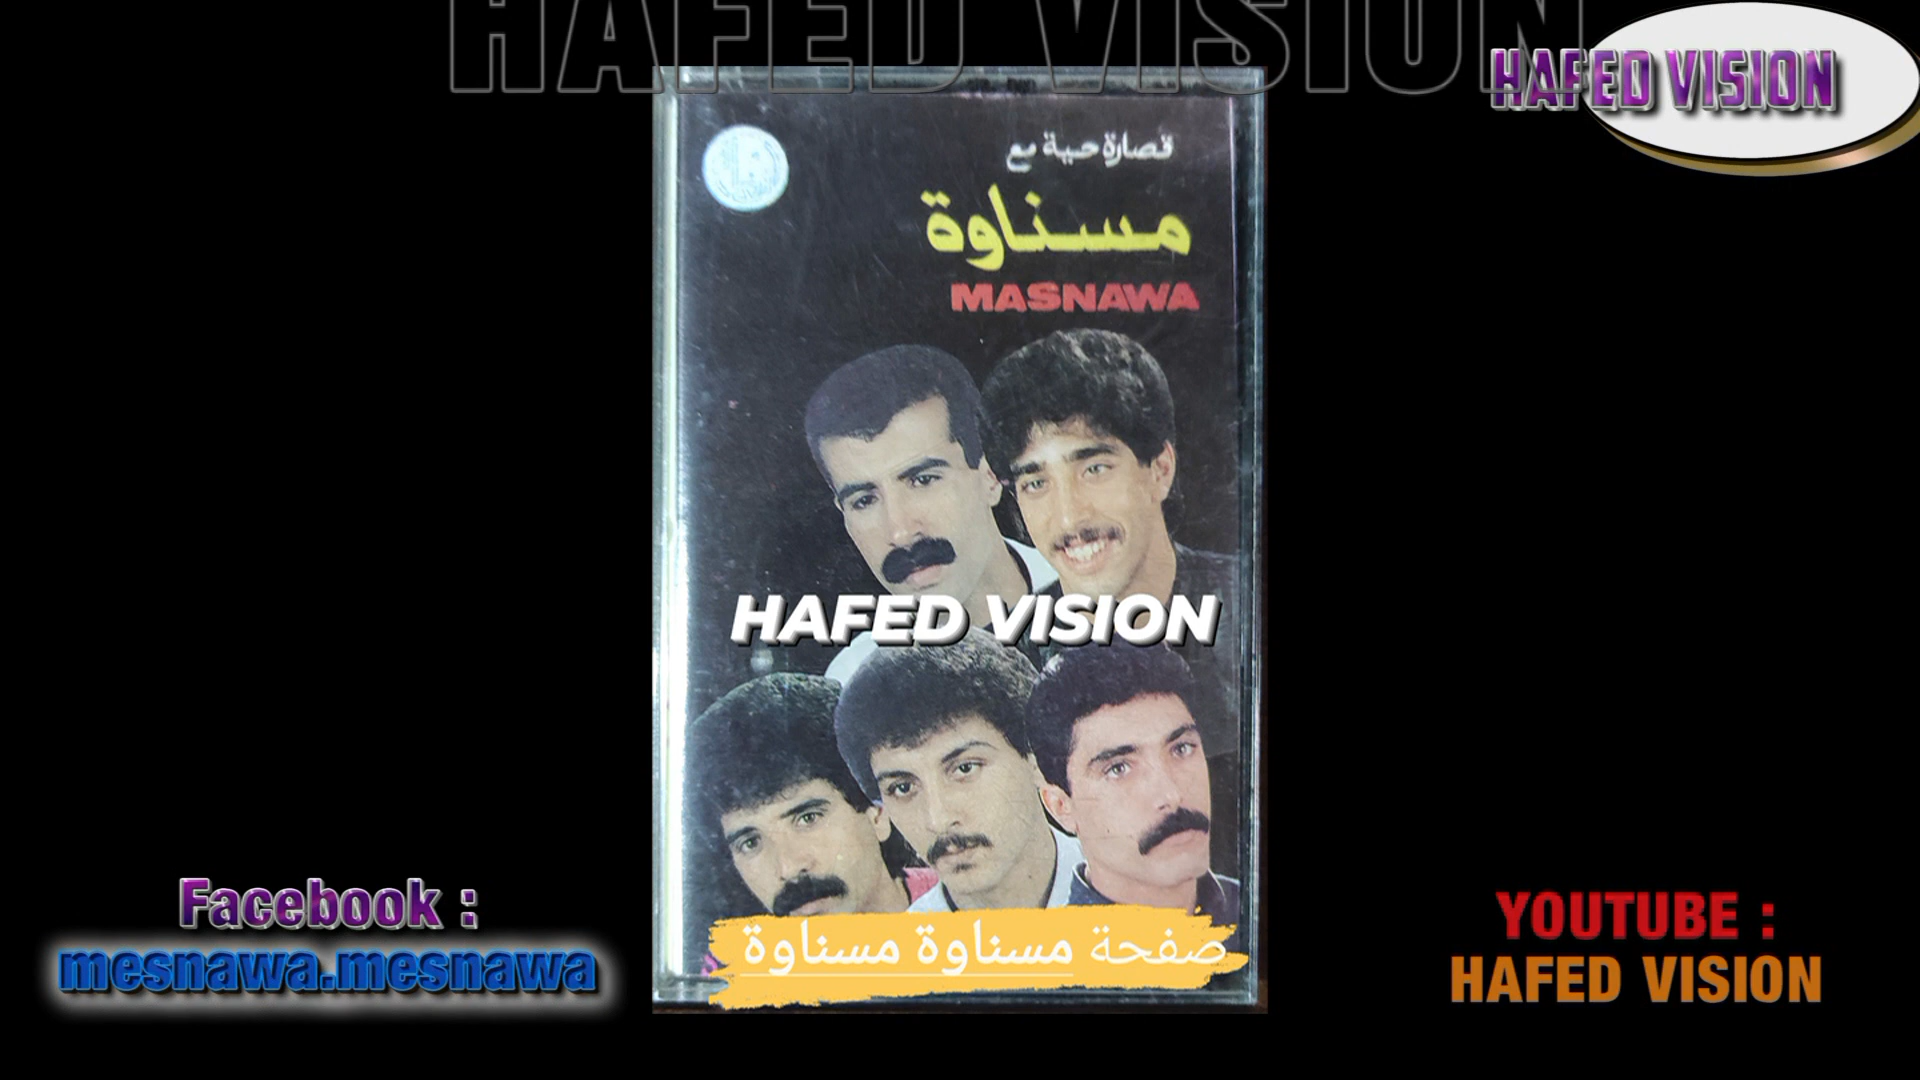 HAFED VISION
HAFED VISION
قصارة حية مع
مسناوة
MASNAWA
HAFED VISION
Facebook :
mesnawa.mesnawa
YOUTUBE :
HAFED VISION
صفحة مسناوة مسناوة